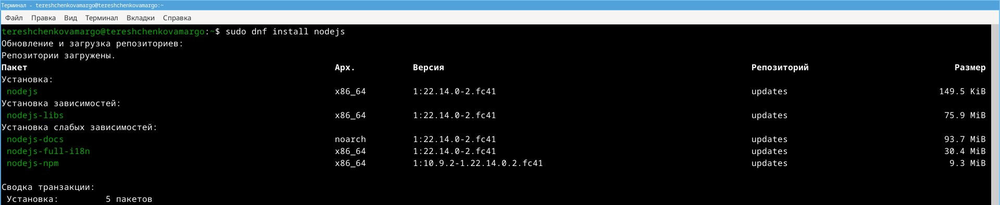 Терминал - tereshchenkovamargo@tereshchenkovamargo:~
Файл Правка Вид Терминал Вкладки Справка
tereshchenkovamargo@tereshchenkovamargo:~$ sudo dnf install nodejs
Обновление и загрузка репозиториев:
Репозитории загружены.
Пакет Арх. Версия Репозиторий Размер
Установка:
nodejs x86_64 1:22.14.0-2.fc41 updates 149.5 KiB
Установка зависимостей:
nodejs-libs x86_64 1:22.14.0-2.fc41 updates 75.9 MiB
Установка слабых зависимостей:
nodejs-docs noarch 1:22.14.0-2.fc41 updates 93.7 MiB
nodejs-full-i18n x86_64 1:22.14.0-2.fc41 updates 30.4 MiB
nodejs-npm x86_64 1:10.9.2-1.22.14.0.2.fc41 updates 9.3 MiB
Сводка транзакции:
Установка: 5 пакетов